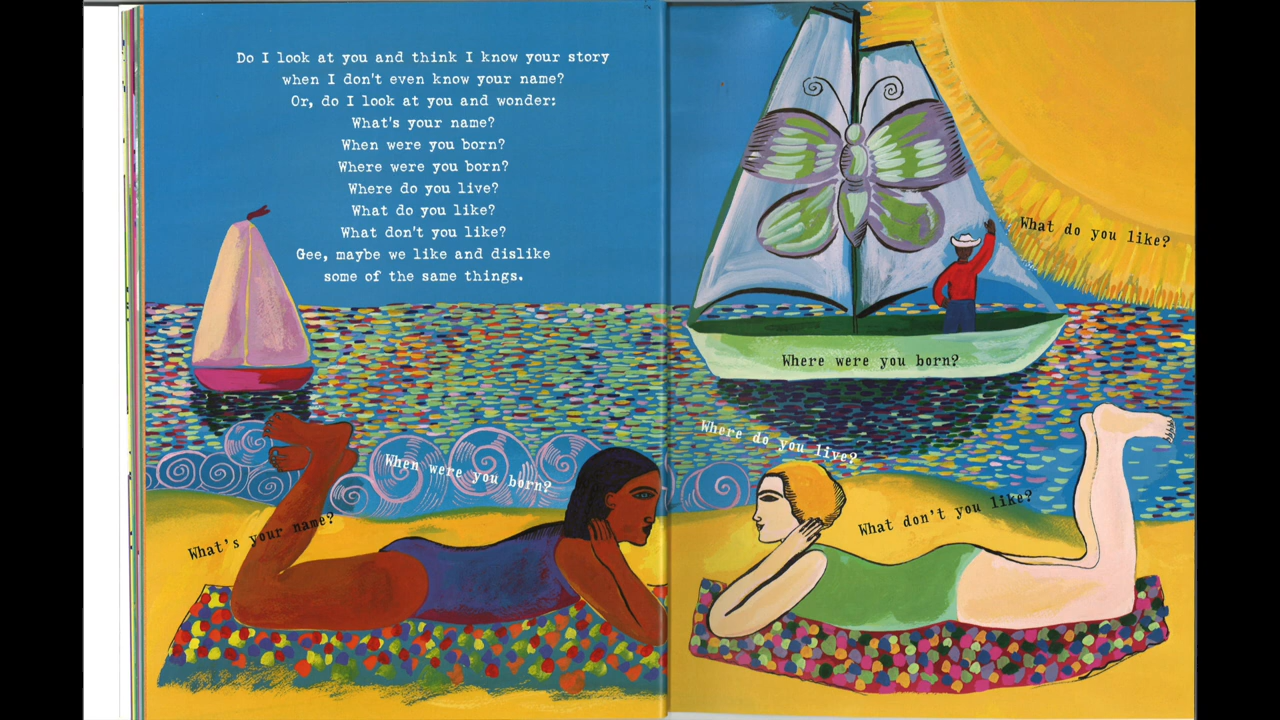 Do I look at you and think I know your story
when I don't even know your name?
Or, do I look at you and wonder:
What's your name?
When were you born?
Where were you born?
Where do you live?
What do you like?
What don't you like?
Gee, maybe we like and dislike
some of the same things.
What do you like?
Where were you born?
Where do you live?
When were you born?
What don't you like?
What's your name?